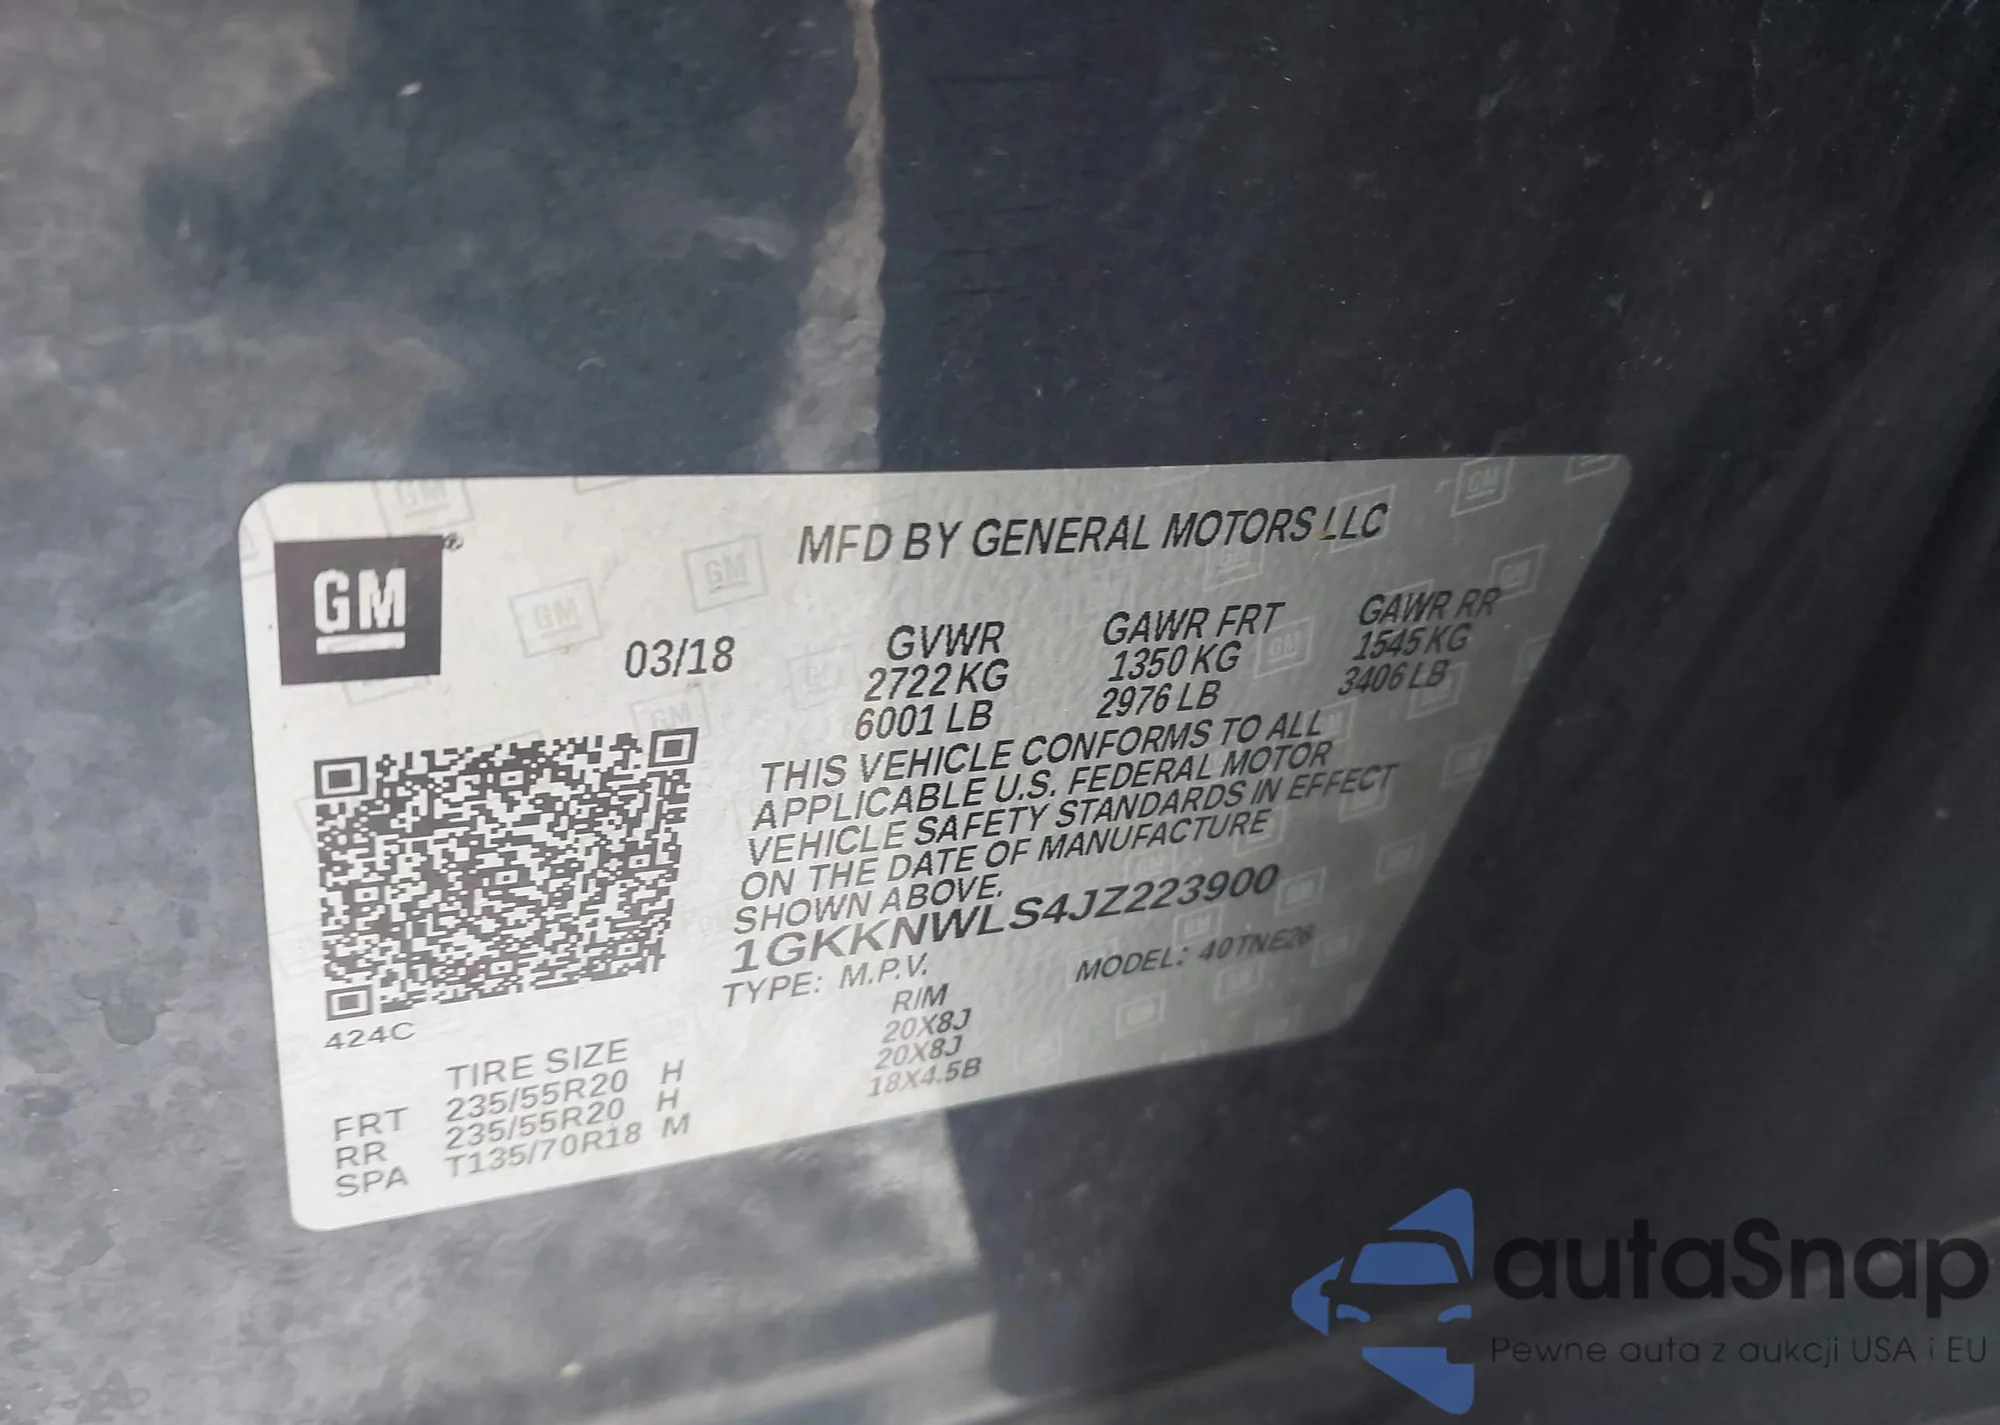 GM ®
MFD BY GENERAL MOTORS LLC
03/18 GVWR GAWR FRT GAWR RR
2722 KG 1350 KG 1545 KG
6001 LB 2976 LB 3406 LB
THIS VEHICLE CONFORMS TO ALL
APPLICABLE U.S. FEDERAL MOTOR
VEHICLE SAFETY STANDARDS IN EFFECT
ON THE DATE OF MANUFACTURE
SHOWN ABOVE.
1GKKNWLS4JZ223900
TYPE: M.P.V. MODEL: 40TNE26
424C
TIRE SIZE RIM
FRT 235/55R20 H 20X8J
RR 235/55R20 H 20X8J
SPA T135/70R18 M 18X4.5B
autaSnap
Pewne auta z aukcji USA i EU